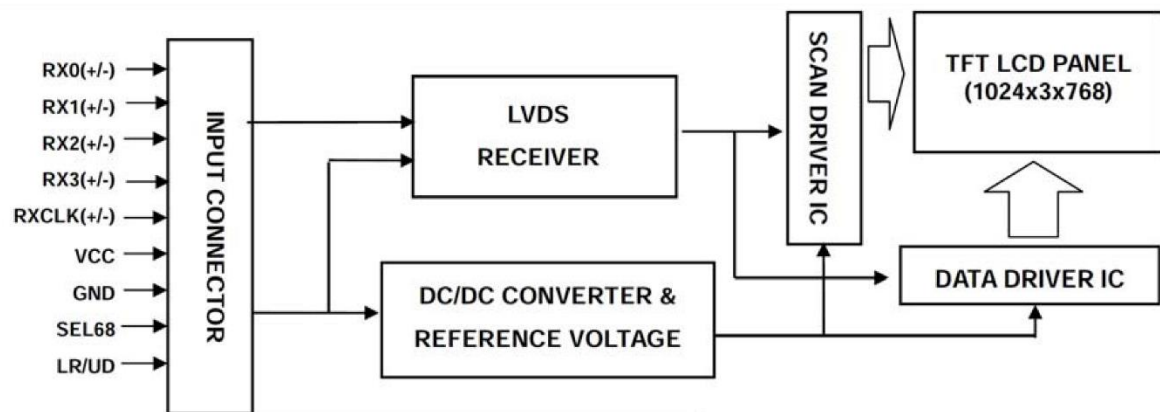 RX0(+/-)
RX1(+/-)
RX2(+/-)
RX3(+/-)
RXCLK(+/-)
VCC
GND
SEL68
LR/UD
INPUT CONNECTOR
LVDS
RECEIVER
DC/DC CONVERTER &
REFERENCE VOLTAGE
SCAN DRIVER IC
TFT LCD PANEL
(1024x3x768)
DATA DRIVER IC